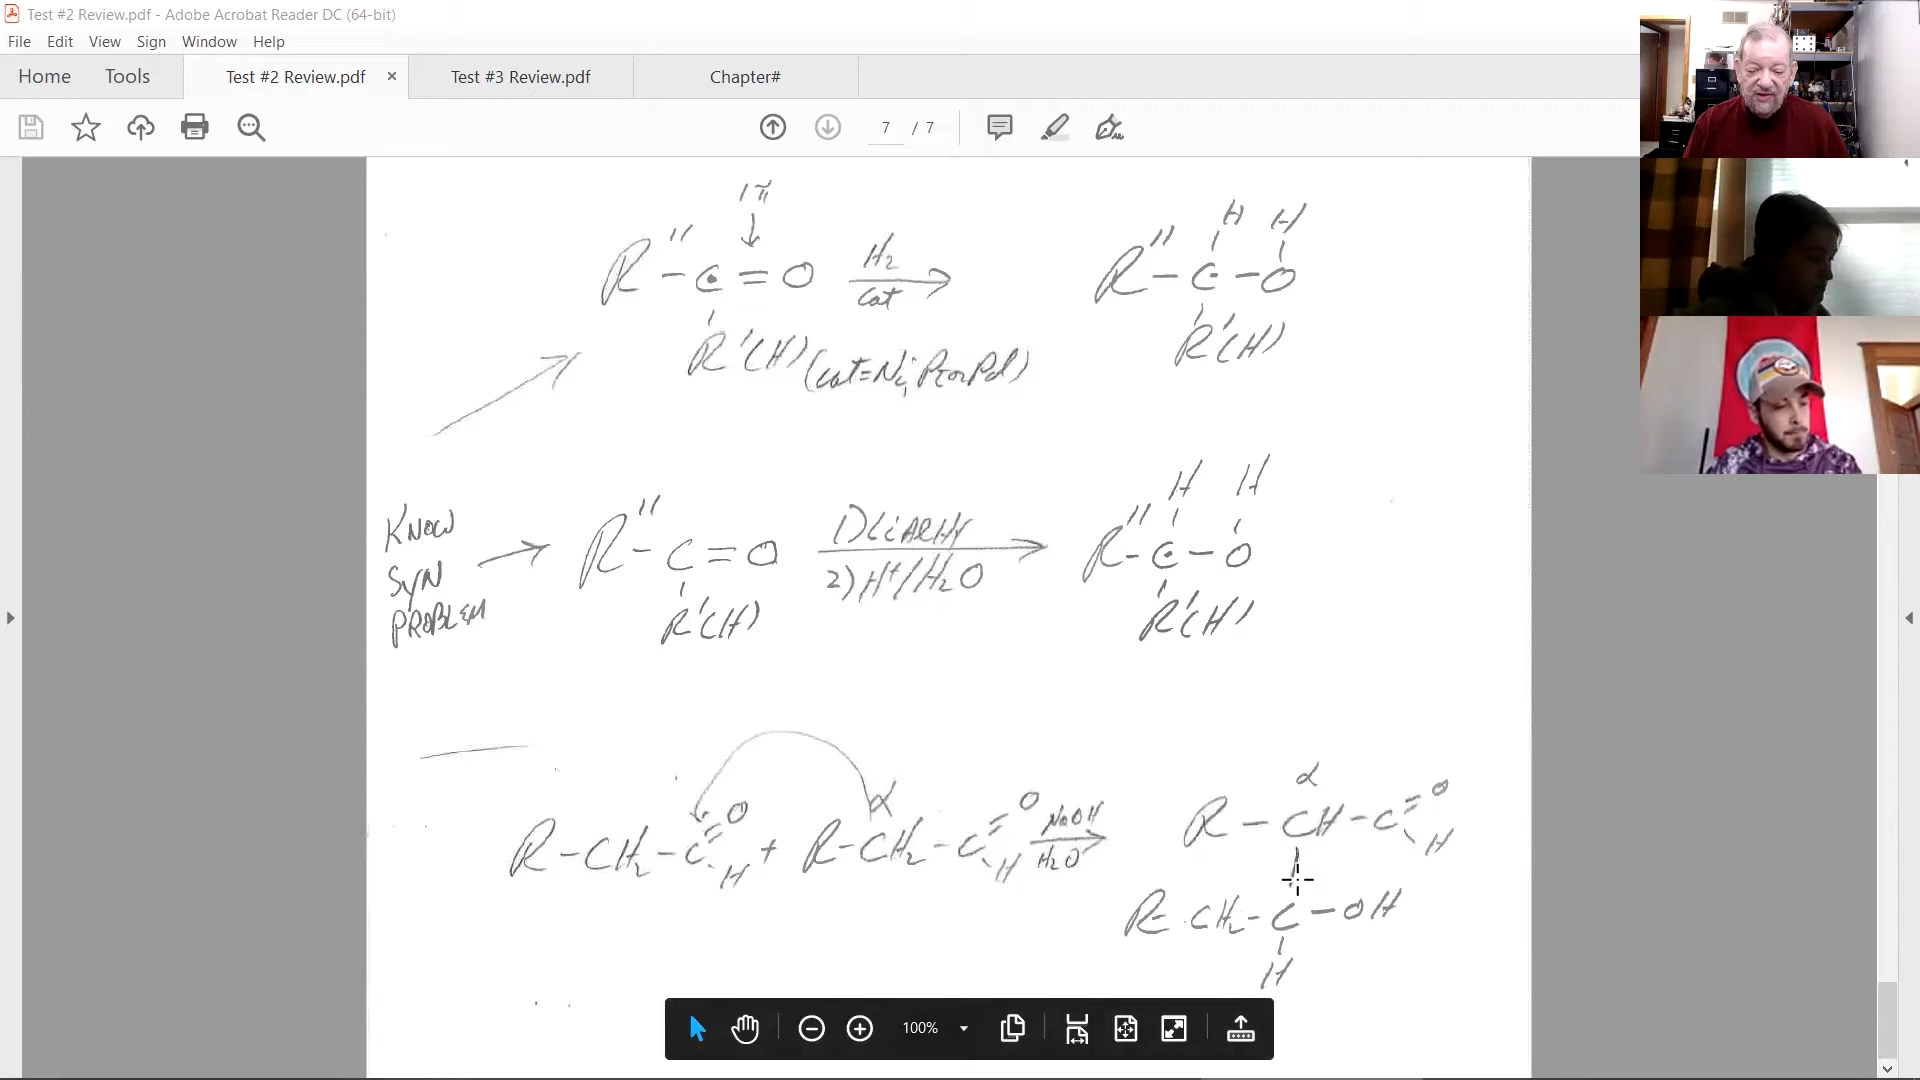 Test #2 Review.pdf - Adobe Acrobat Reader DC (64-bit)
File Edit View Sign Window Help
Home Tools Test #2 Review.pdf × Test #3 Review.pdf Chapter#
7 / 7
1π
R'' - C = O H2 cat
R'(H) (cat = Ni, Pt or Pd)
H H
R'' - C - O
R'(H)
KNOW
SYN
PROBLEM
R'' - C = O 1) LiAlH4
R'(H) 2) H+/H2O
H H
R'' - C - O
R'(H)
α
R - CH2 - C = O H + R - CH2 - C = O H NaOH H2O
α
R - CH - C = O H
R - CH2 - C - OH
H
100%